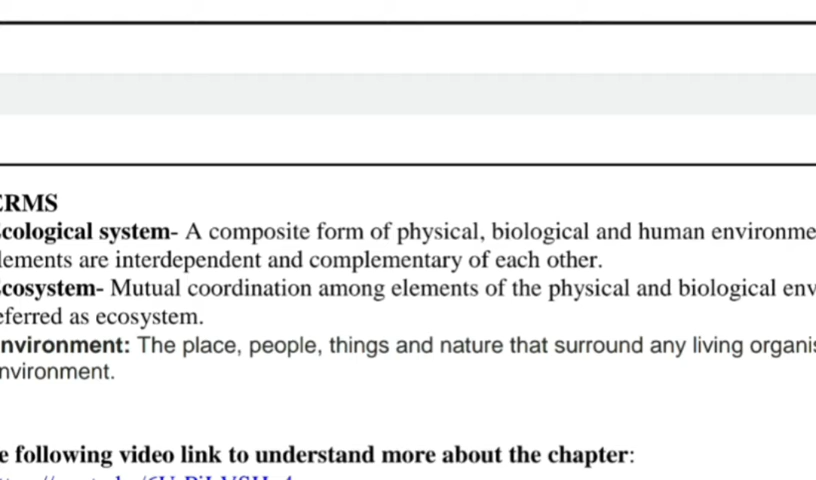 ERMS
cological system- A composite form of physical, biological and human environme
lements are interdependent and complementary of each other.
cosystem- Mutual coordination among elements of the physical and biological env
eferred as ecosystem.
nvironment: The place, people, things and nature that surround any living organis
nvironment.
e following video link to understand more about the chapter: